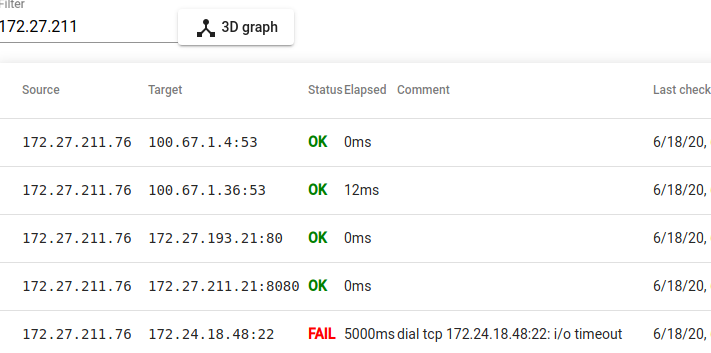 Filter
172.27.211
3D graph
Source Target Status Elapsed Comment Last check
172.27.211.76 100.67.1.4:53 OK 0ms 6/18/20,
172.27.211.76 100.67.1.36:53 OK 12ms 6/18/20,
172.27.211.76 172.27.193.21:80 OK 0ms 6/18/20,
172.27.211.76 172.27.211.21:8080 OK 0ms 6/18/20,
172.27.211.76 172.24.18.48:22 FAIL 5000ms dial tcp 172.24.18.48:22: i/o timeout 6/18/20,